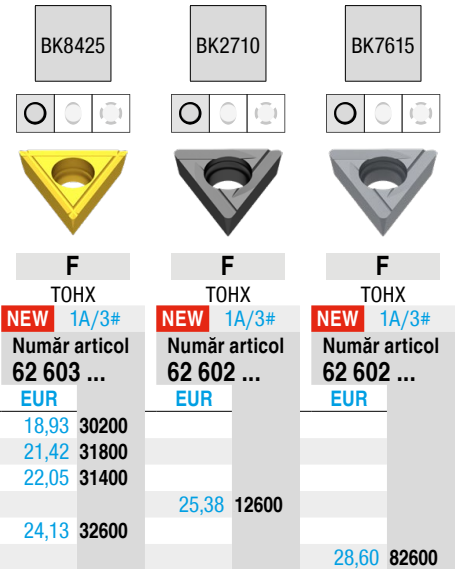 BK8425 BK2710 BK7615
F F F
TOHX TOHX TOHX
NEW 1A/3# NEW 1A/3# NEW 1A/3#
Număr articol Număr articol Număr articol
62 603 ... 62 602 ... 62 602 ...
EUR EUR EUR
18,93 30200
21,42 31800
22,05 31400
25,38 12600
24,13 32600
28,60 82600